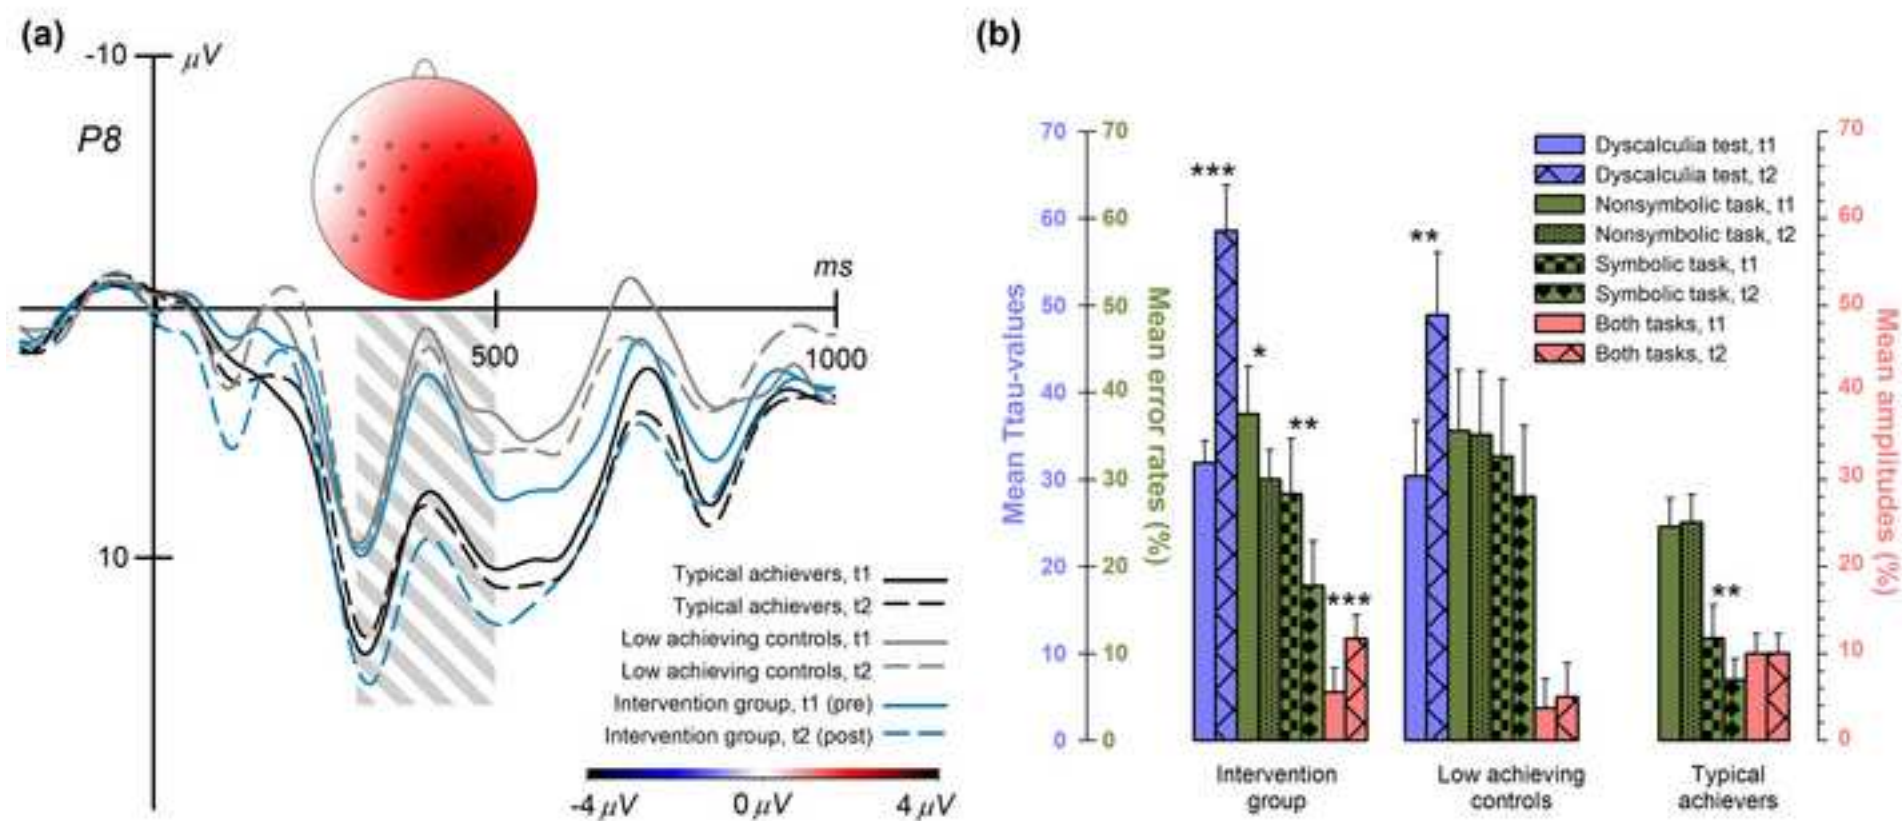 (a)
-10
μV
P8
ms
500
1000
10
Typical achievers, t1
Typical achievers, t2
Low achieving controls, t1
Low achieving controls, t2
Intervention group, t1 (pre)
Intervention group, t2 (post)
-4 μV
0 μV
4 μV
(b)
Mean Ttau-values
70
60
50
40
30
20
10
0
Mean error rates (%)
70
60
50
40
30
20
10
0
***
*
**
***
**
**
Dyscalculia test, t1
Dyscalculia test, t2
Nonsymbolic task, t1
Nonsymbolic task, t2
Symbolic task, t1
Symbolic task, t2
Both tasks, t1
Both tasks, t2
70
60
50
40
30
20
10
0
Mean amplitudes (%)
Intervention
group
Low achieving
controls
Typical
achievers